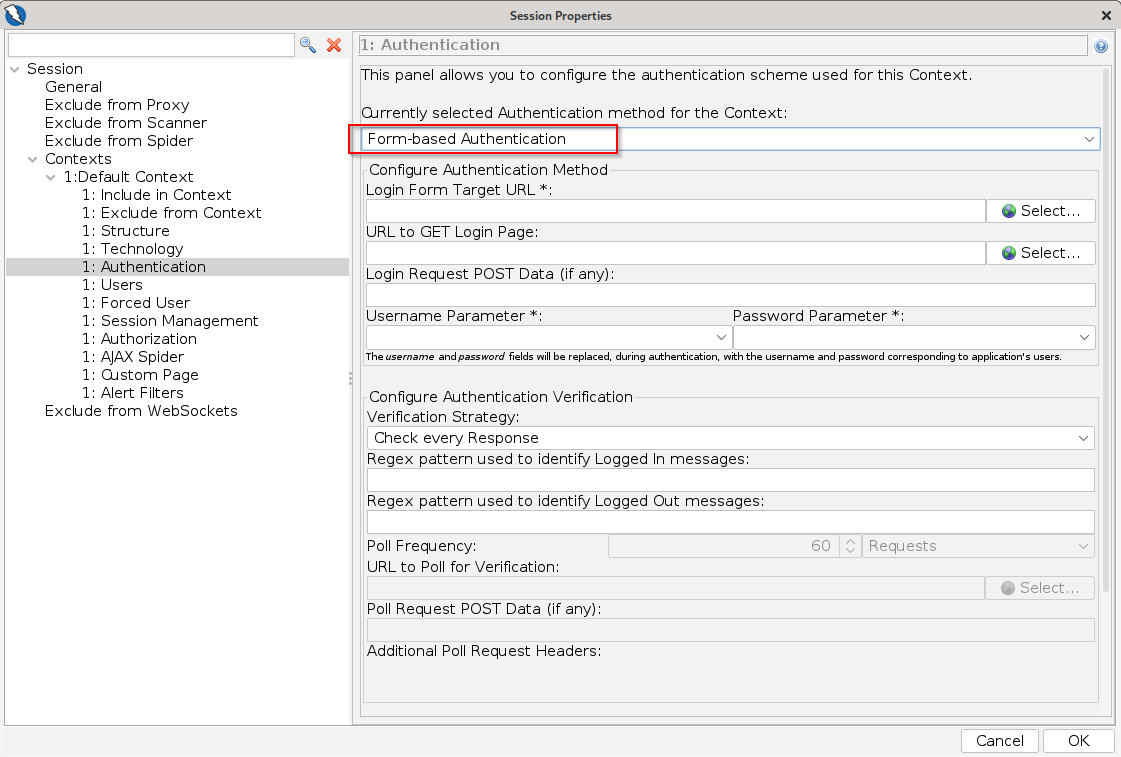 Session Properties
Session
General
Exclude from Proxy
Exclude from Scanner
Exclude from Spider
Contexts
1:Default Context
1: Include in Context
1: Exclude from Context
1: Structure
1: Technology
1: Authentication
1: Users
1: Forced User
1: Session Management
1: Authorization
1: AJAX Spider
1: Custom Page
1: Alert Filters
Exclude from WebSockets
1: Authentication
This panel allows you to configure the authentication scheme used for this Context.
Currently selected Authentication method for the Context:
Form-based Authentication
Configure Authentication Method
Login Form Target URL *:
Select...
URL to GET Login Page:
Select...
Login Request POST Data (if any):
Username Parameter *: Password Parameter *:
The username and password fields will be replaced, during authentication, with the username and password corresponding to application's users.
Configure Authentication Verification
Verification Strategy:
Check every Response
Regex pattern used to identify Logged In messages:
Regex pattern used to identify Logged Out messages:
Poll Frequency: 60 Requests
URL to Poll for Verification:
Select...
Poll Request POST Data (if any):
Additional Poll Request Headers:
Cancel OK